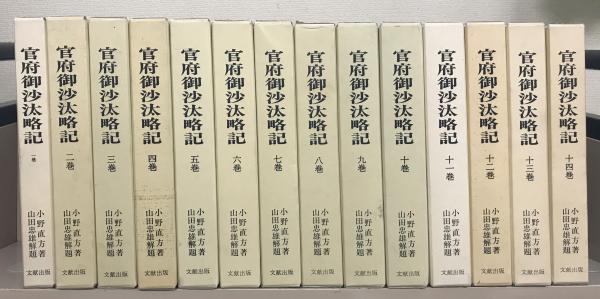 官府御沙汰略記
一巻
小野直方著
山田忠雄解題
文献出版
官府御沙汰略記
二巻
小野直方著
山田忠雄解題
文献出版
官府御沙汰略記
三巻
小野直方著
山田忠雄解題
文献出版
官府御沙汰略記
四巻
小野直方著
山田忠雄解題
文献出版
官府御沙汰略記
五巻
小野直方著
山田忠雄解題
文献出版
官府御沙汰略記
六巻
小野直方著
山田忠雄解題
文献出版
官府御沙汰略記
七巻
小野直方著
山田忠雄解題
文献出版
官府御沙汰略記
八巻
小野直方著
山田忠雄解題
文献出版
官府御沙汰略記
九巻
小野直方著
山田忠雄解題
文献出版
官府御沙汰略記
十巻
小野直方著
山田忠雄解題
文献出版
官府御沙汰略記
十一巻
小野直方著
山田忠雄解題
文献出版
官府御沙汰略記
十二巻
小野直方著
山田忠雄解題
文献出版
官府御沙汰略記
十三巻
小野直方著
山田忠雄解題
文献出版
官府御沙汰略記
十四巻
小野直方著
山田忠雄解題
文献出版